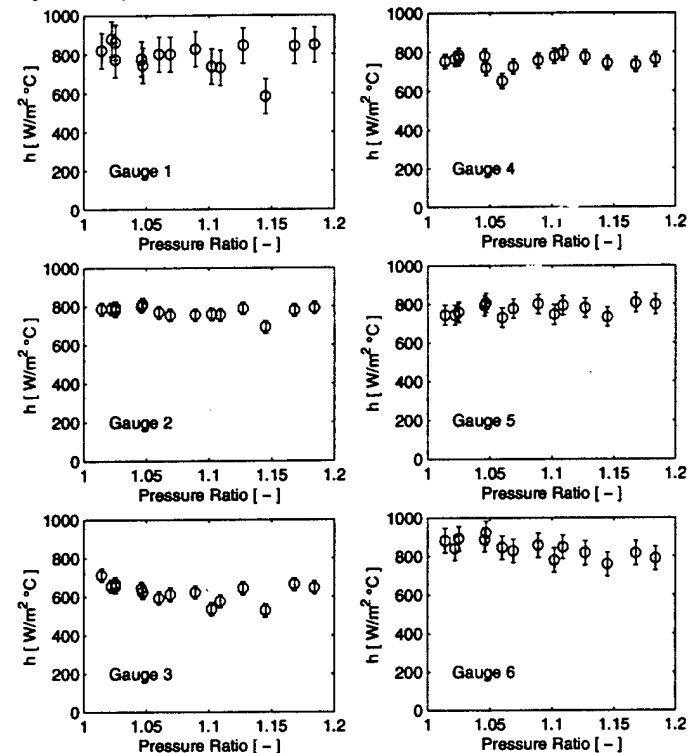 1000
800
600
400
200
0
h [ W/m² °C ]
Gauge 1
1 1.05 1.1 1.15 1.2
Pressure Ratio [ – ]
1000
800
600
400
200
0
h [ W/m² °C ]
Gauge 4
1 1.05 1.1 1.15 1.2
Pressure Ratio [ – ]
1000
800
600
400
200
0
h [ W/m² °C ]
Gauge 2
1 1.05 1.1 1.15 1.2
Pressure Ratio [ – ]
1000
800
600
400
200
0
h [ W/m² °C ]
Gauge 5
1 1.05 1.1 1.15 1.2
Pressure Ratio [ – ]
1000
800
600
400
200
0
h [ W/m² °C ]
Gauge 3
1 1.05 1.1 1.15 1.2
Pressure Ratio [ – ]
1000
800
600
400
200
0
h [ W/m² °C ]
Gauge 6
1 1.05 1.1 1.15 1.2
Pressure Ratio [ – ]